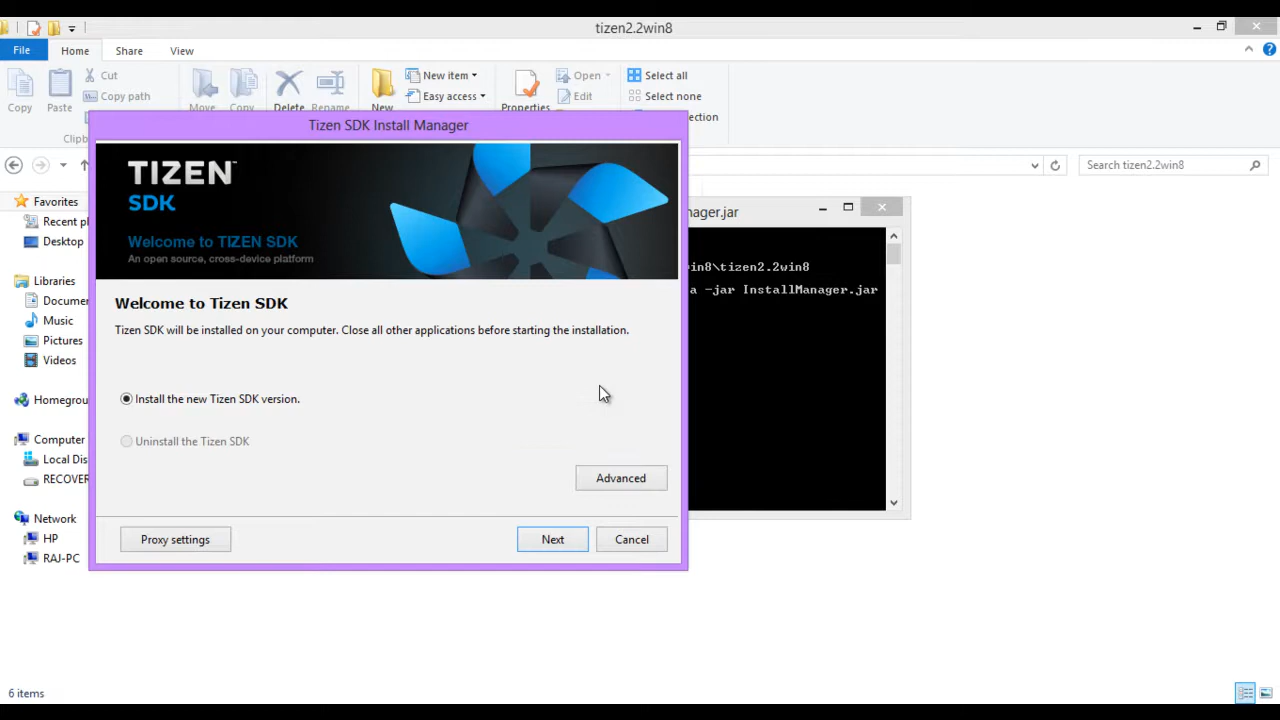 tizen2.2win8
File
Home
Share
View
Copy
Paste
Cut
Copy path
Move
Copy
Delete
Rename
New
New item
Easy access
Properties
Open
Edit
Select all
Select none
Search tizen2.2win8
Favorites
Desktop
Libraries
Music
Pictures
Videos
Computer
Network
HP
RAJ-PC
6 items
Tizen SDK Install Manager
TIZEN™
SDK
Welcome to TIZEN SDK
An open source, cross-device platform
Welcome to Tizen SDK
Tizen SDK will be installed on your computer. Close all other applications before starting the installation.
Install the new Tizen SDK version.
Uninstall the Tizen SDK
Advanced
Proxy settings
Next
Cancel
nager.jar
in8\tizen2.2win8
a -jar InstallManager.jar